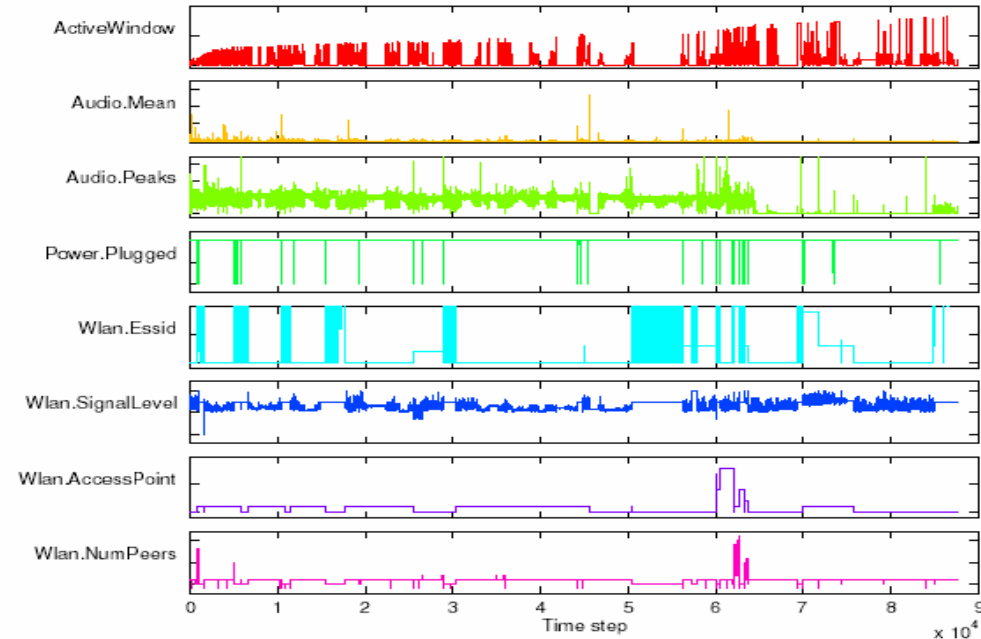 ActiveWindow
Audio.Mean
Audio.Peaks
Power.Plugged
Wlan.Essid
Wlan.SignalLevel
Wlan.AccessPoint
Wlan.NumPeers
0 1 2 3 4 5 6 7 8 9
Time step
x 10^4